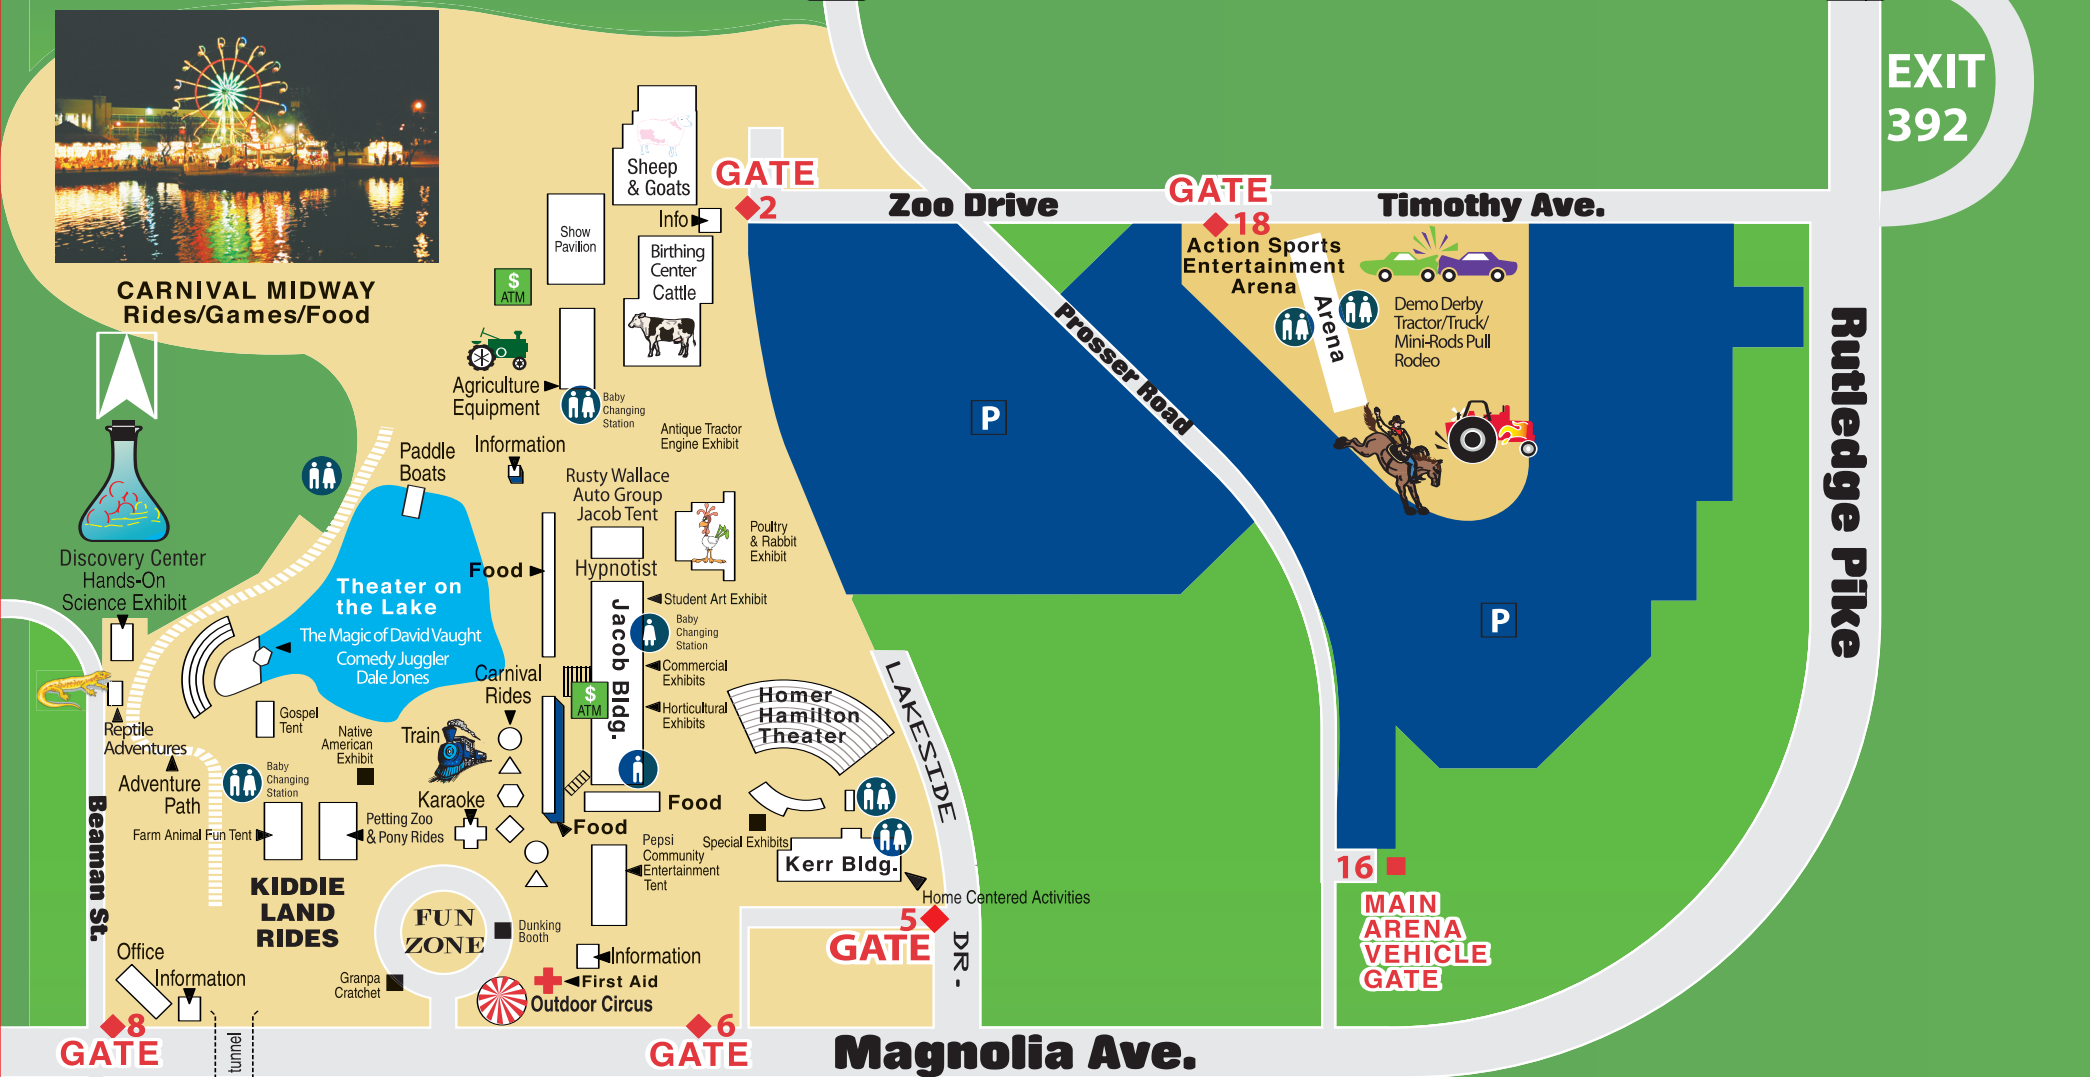 EXIT
392
CARNIVAL MIDWAY
Rides/Games/Food
Sheep
& Goats
GATE
2
Info
Show
Pavilion
Birthing
Center
Cattle
$
ATM
Zoo Drive
GATE
18
Timothy Ave.
Action Sports
Entertainment
Arena
Arena
Demo Derby
Tractor/Truck/
Mini-Rods Pull
Rodeo
Prosser Road
Rutledge Pike
P
P
Agriculture
Equipment
Baby
Changing
Station
Antique Tractor
Engine Exhibit
Information
Paddle
Boats
Rusty Wallace
Auto Group
Jacob Tent
Hypnotist
Poultry
& Rabbit
Exhibit
Food
Discovery Center
Hands-On
Science Exhibit
Theater on
the Lake
The Magic of David Vaught
Comedy Juggler
Dale Jones
Jacob Bldg.
Student Art Exhibit
Baby
Changing
Station
Commercial
Exhibits
Horticultural
Exhibits
$
ATM
Carnival
Rides
Homer
Hamilton
Theater
LAKESIDE
DR-
Reptile
Adventures
Gospel
Tent
Native
American
Exhibit
Train
Adventure
Path
Baby
Changing
Station
Karaoke
Farm Animal Fun Tent
Petting Zoo
& Pony Rides
Food
Food
Special Exhibits
Kerr Bldg.
Home Centered Activities
Pepsi
Community
Entertainment
Tent
Beaman St.
KIDDIE
LAND
RIDES
FUN
ZONE
Dunking
Booth
Granpa
Cratchet
Information
First Aid
Outdoor Circus
Office
Information
5
GATE
16
MAIN
ARENA
VEHICLE
GATE
8
GATE
tunnel
6
GATE
Magnolia Ave.